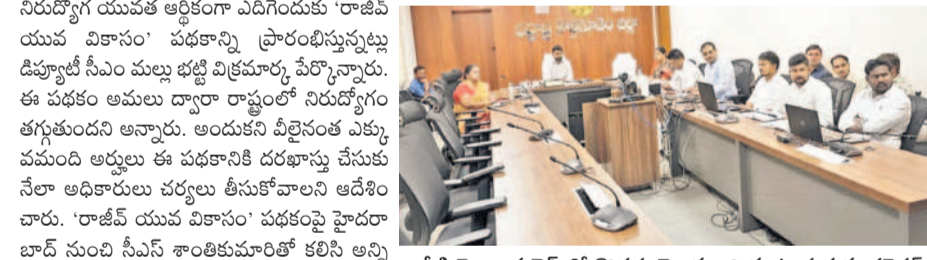 నిరుద్యోగ యువత ఆర్థికంగా ఎదిగేందుకు ‘రాజీవ్
యువ వికాసం’ పథకాన్ని ప్రారంభిస్తున్నట్లు
డిప్యూటీ సీఎం మల్లు భట్టి విక్రమార్క పేర్కొన్నారు.
ఈ పథకం అమలు ద్వారా రాష్ట్రంలో నిరుద్యోగం
తగ్గుతుందని అన్నారు. అందుకని వీలైనంత ఎక్కు
వమంది అర్హులు ఈ పథకానికి దరఖాస్తు చేసుకు
నేలా అధికారులు చర్యలు తీసుకోవాలని ఆదేశిం
చారు. ‘రాజీవ్ యువ వికాసం’ పథకంపై హైదరా
బాద్ నుంచి సీఎస్ శాంతికుమారితో కలిసి అన్ని